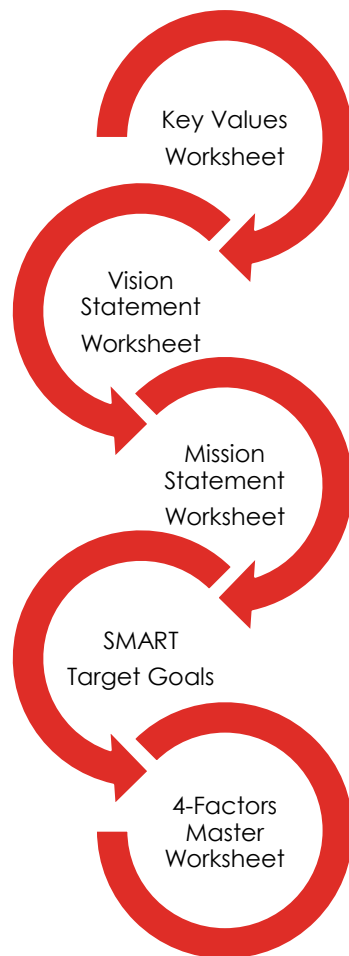 Key Values
Worksheet
Vision
Statement
Worksheet
Mission
Statement
Worksheet
SMART
Target Goals
4-Factors
Master
Worksheet